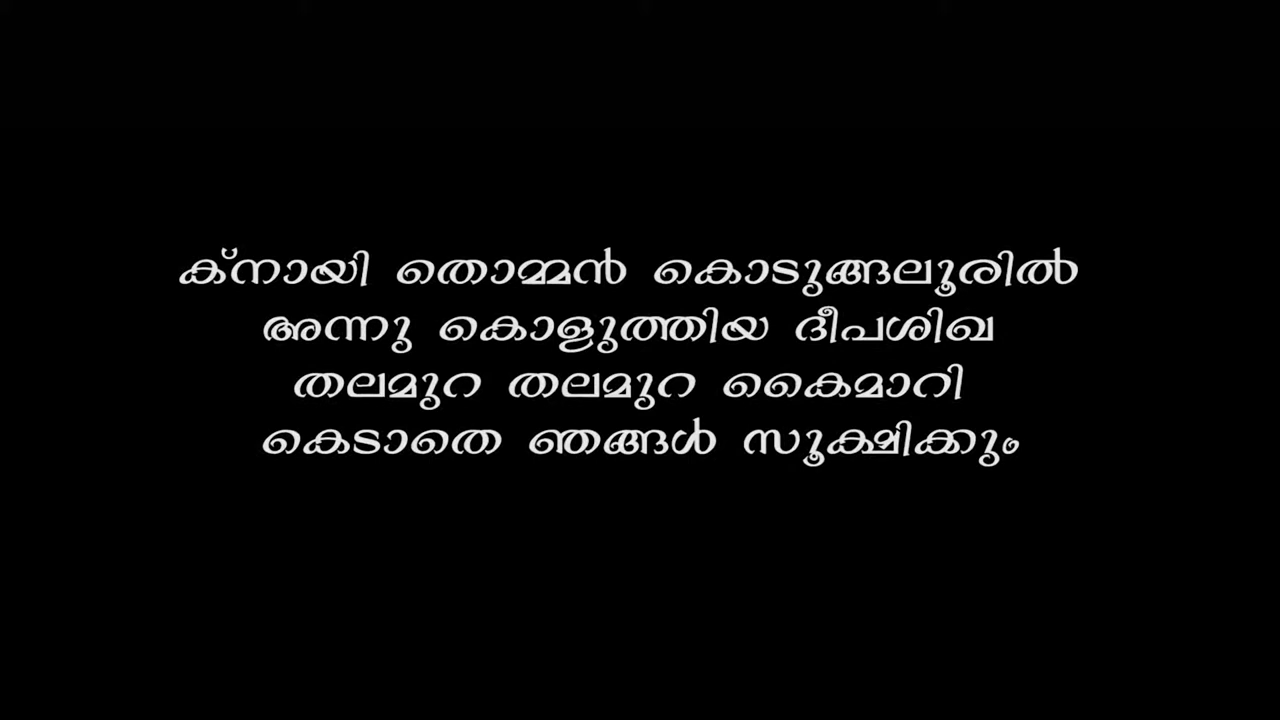 ക്നായി തൊമ്മൻ കൊടുങ്ങലൂരിൽ
അന്നു കൊളുത്തിയ ദീപശിഖ
തലമുറ തലമുറ കൈമാറി
കെടാതെ ഞങ്ങൾ സൂക്ഷിക്കും